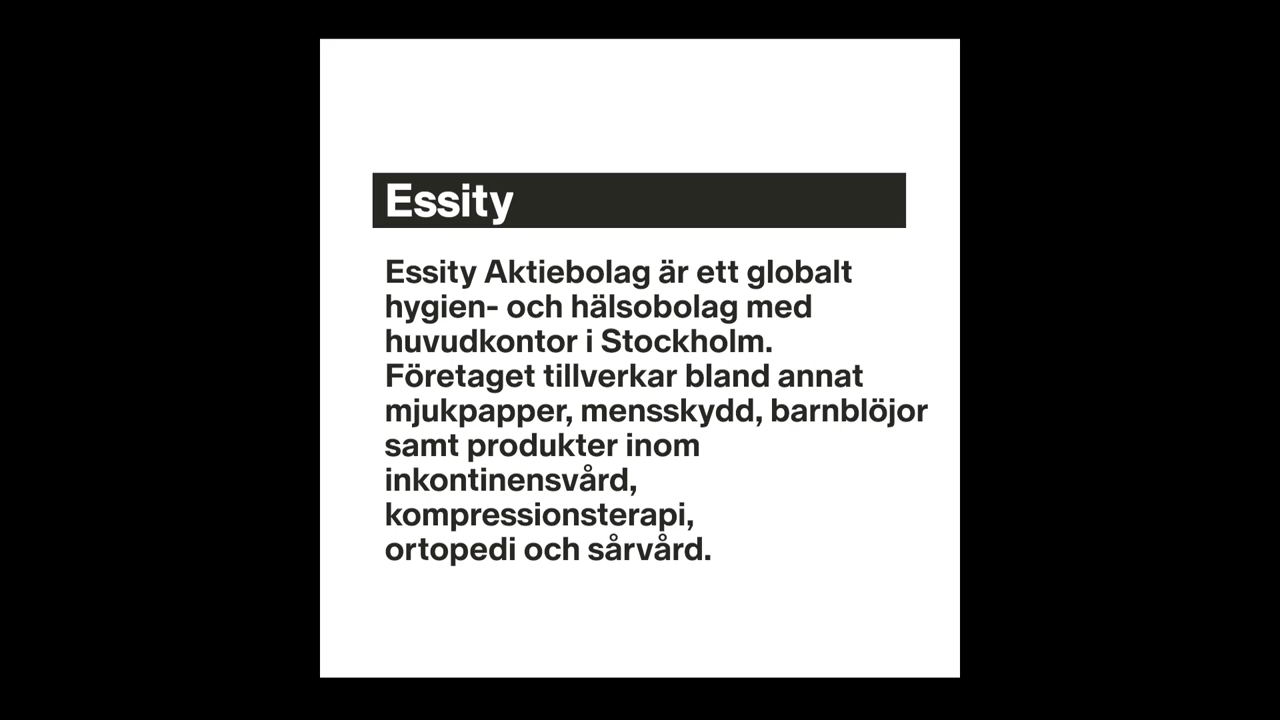 Essity
Essity Aktiebolag är ett globalt
hygien- och hälsobolag med
huvudkontor i Stockholm.
Företaget tillverkar bland annat
mjukpapper, mensskydd, barnblöjor
samt produkter inom
inkontinensvård,
kompressionsterapi,
ortopedi och sårvård.